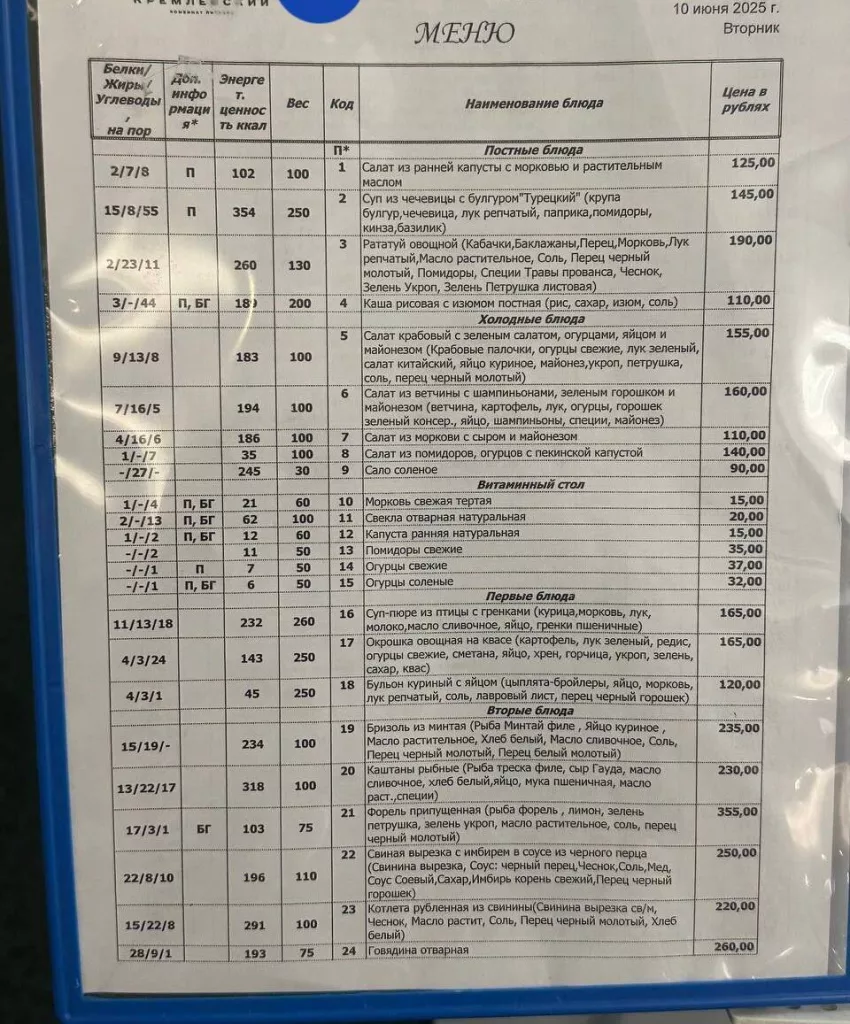 КРЕМЛЕВСКИЙ
КОМБИНАТ ПИТАНИЯ
10 июня 2025 г.
Вторник
МЕНЮ
Белки/ Жиры/ Углеводы, на пор | Доп. инфо рмаци я* | Энергет. ценность ккал | Вес | Код | Наименование блюда | Цена в рублях
П* Постные блюда
2/7/8 П 102 100 1 Салат из ранней капусты с морковью и растительным 125,00
маслом
15/8/55 П 354 250 2 Суп из чечевицы с булгуром"Турецкий" (крупа 145,00
булгур,чечевица, лук репчатый, паприка,помидоры,
кинза,базилик)
2/23/11 260 130 3 Рататуй овощной (Кабачки,Баклажаны,Перец,Морковь,Лук 190,00
репчатый,Масло растительное, Соль, Перец черный
молотый, Помидоры, Специи Травы прованса, Чеснок,
Зелень Укроп, Зелень Петрушка листовая)
3/-/44 П, БГ 189 200 4 Каша рисовая с изюмом постная (рис, сахар, изюм, соль) 110,00
Холодные блюда
9/13/8 183 100 5 Салат крабовый с зеленым салатом, огурцами, яйцом и 155,00
майонезом (Крабовые палочки, огурцы свежие, лук зеленый,
салат китайский, яйцо куриное, майонез,укроп, петрушка,
соль, перец черный молотый)
7/16/5 194 100 6 Салат из ветчины с шампиньонами, зеленым горошком и 160,00
майонезом (ветчина, картофель, лук, огурцы, горошек
зеленый консер., яйцо, шампиньоны, специи, майонез)
4/16/6 186 100 7 Салат из моркови с сыром и майонезом 110,00
1/-/7 35 100 8 Салат из помидоров, огурцов с пекинской капустой 140,00
-/27/- 245 30 9 Сало соленое 90,00
Витаминный стол
1/-/4 П, БГ 21 60 10 Морковь свежая тертая 15,00
2/-/13 П, БГ 62 100 11 Свекла отварная натуральная 20,00
1/-/2 П, БГ 12 60 12 Капуста ранняя натуральная 15,00
-/-/2 11 50 13 Помидоры свежие 35,00
-/-/1 П 7 50 14 Огурцы свежие 37,00
-/-/1 П, БГ 6 50 15 Огурцы соленые 32,00
Первые блюда
11/13/18 232 260 16 Суп-пюре из птицы с гренками (курица,морковь, лук, 165,00
молоко,масло сливочное, яйцо, гренки пшеничные)
4/3/24 143 250 17 Окрошка овощная на квасе (картофель, лук зеленый, редис, 165,00
огурцы свежие, сметана, яйцо, хрен, горчица, укроп, зелень,
сахар, квас)
4/3/1 45 250 18 Бульон куриный с яйцом (цыплята-бройлеры, яйцо, морковь, 120,00
лук репчатый, соль, лавровый лист, перец черный горошек)
Вторые блюда
15/19/- 234 100 19 Бризоль из минтая (Рыба Минтай филе , Яйцо куриное , 235,00
Масло растительное, Хлеб белый, Масло сливочное, Соль,
Перец черный молотый, Перец белый молотый)
13/22/17 318 100 20 Каштаны рыбные (Рыба треска филе, сыр Гауда, масло 230,00
сливочное, хлеб белый,яйцо, мука пшеничная, масло
раст.,специи)
17/3/1 БГ 103 75 21 Форель припущенная (рыба форель , лимон, зелень 355,00
петрушка, зелень укроп, масло растительное, соль, перец
черный молотый)
22/8/10 196 110 22 Свиная вырезка с имбирем в соусе из черного перца 250,00
(Свинина вырезка, Соус: черный перец,Чеснок,Соль,Мед,
Соус Соевый,Сахар,Имбирь корень свежий,Перец черный
горошек)
15/22/8 291 100 23 Котлета рубленная из свинины(Свинина вырезка св/м, 220,00
Чеснок, Масло растит, Соль, Перец черный молотый, Хлеб
белый)
28/9/1 193 75 24 Говядина отварная 260,00